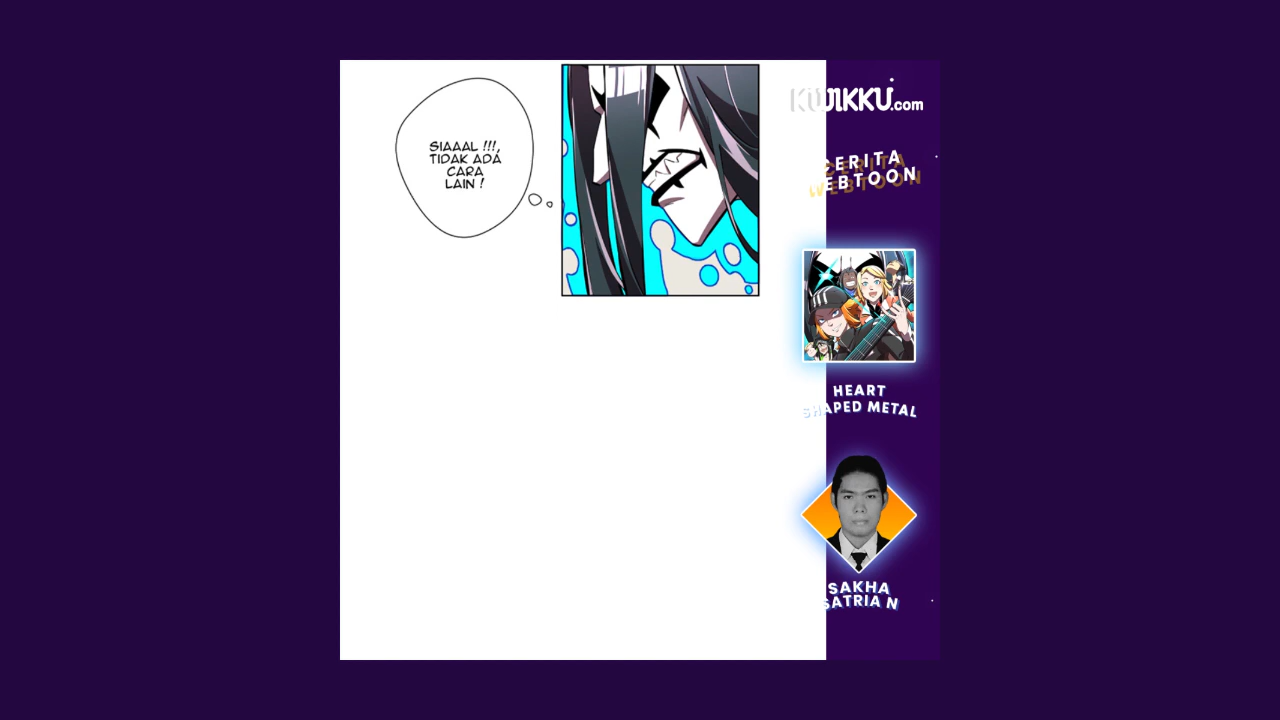 SIAAAL !!!,
TIDAK ADA
CARA
LAIN !
KWIKKU.com
CERITA
WEBTOON
HEART
SHAPED METAL
SAKHA
SATRIA N